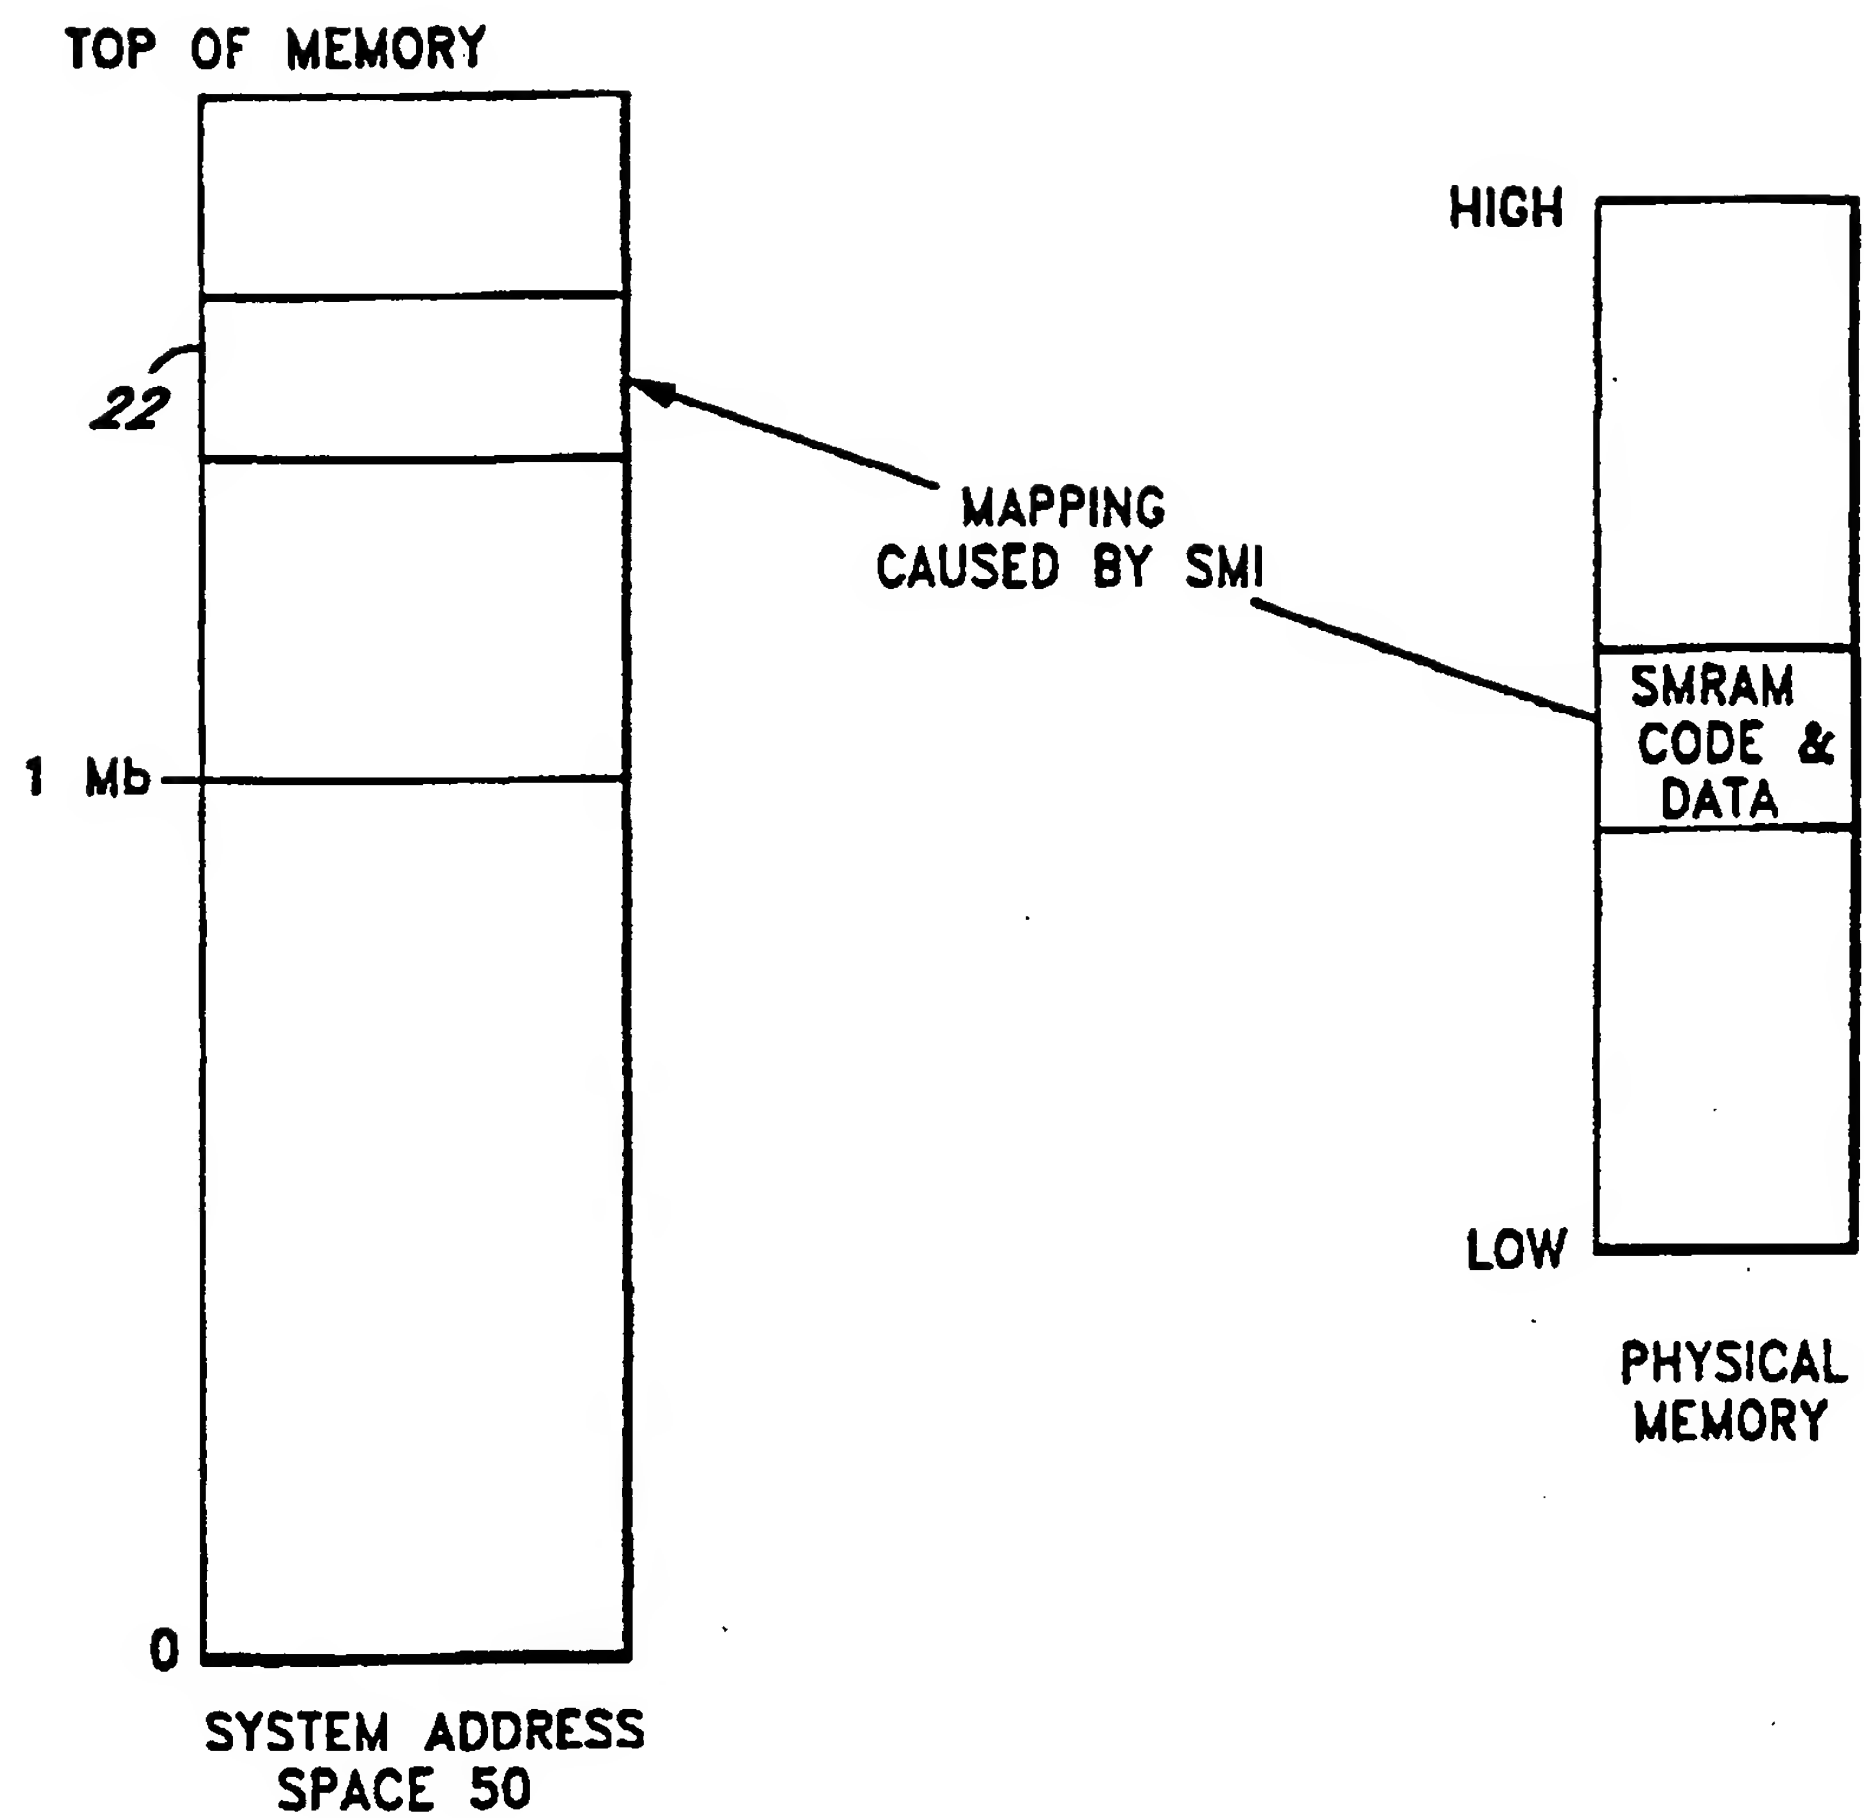 TOP OF MEMORY
HIGH
22
MAPPING
CAUSED BY SMI
SMRAM
CODE &
DATA
1 Mb
LOW
PHYSICAL
MEMORY
0
SYSTEM ADDRESS
SPACE 50